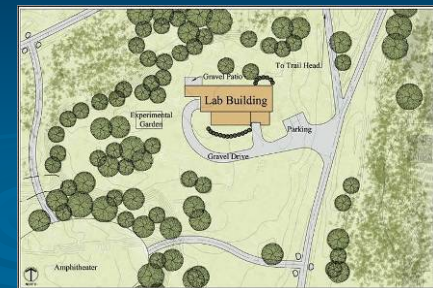 To Trail Head
Gravel Patio
Lab Building
Experimental
Garden
Parking
Gravel Drive
Amphitheater